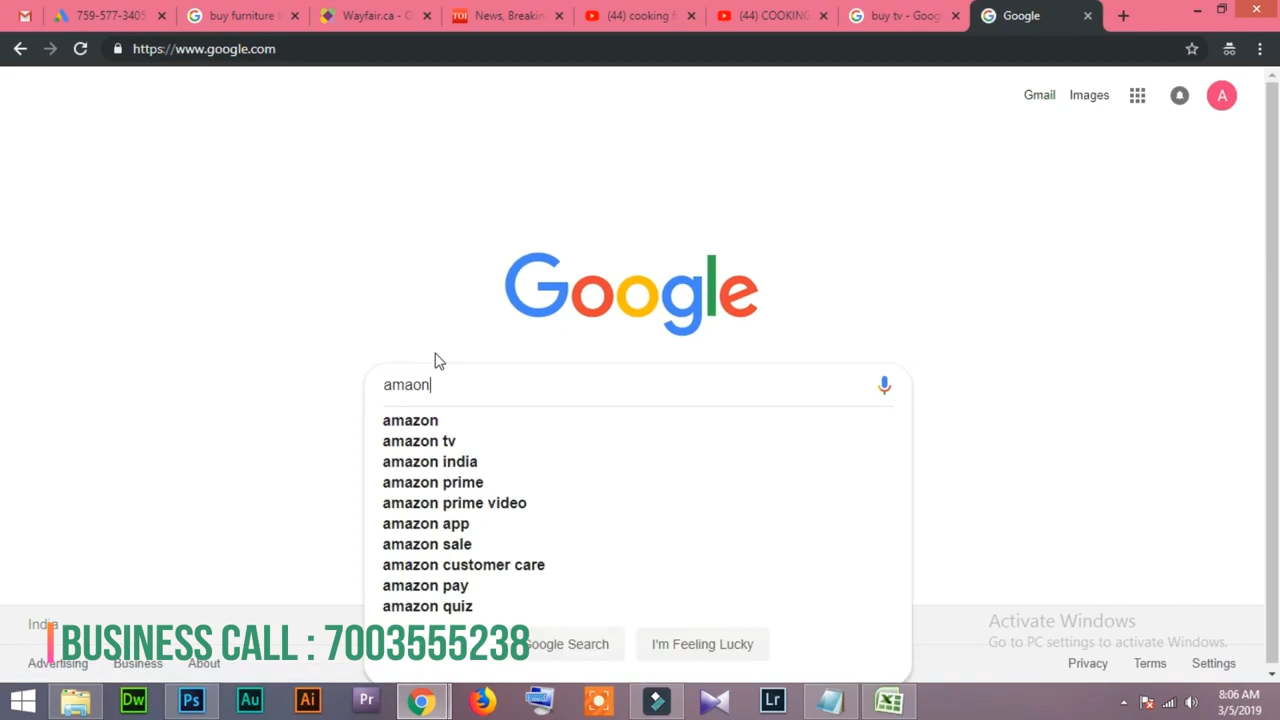 759-577-3405
buy furniture
Wayfair.ca - O
TOI
News, Breakin
(44) cooking f
(44) COOKING
buy tv - Goog
Google
https://www.google.com
Gmail
Images
A
Google
amaon
amazon
amazon tv
amazon india
amazon prime
amazon prime video
amazon app
amazon sale
amazon customer care
amazon pay
amazon quiz
Google Search
I'm Feeling Lucky
India
BUSINESS CALL : 7003555238
Activate Windows
Go to PC settings to activate Windows.
Advertising
Business
About
Privacy
Terms
Settings
Dw
Ps
Au
Ai
Pr
Lr
8:06 AM
3/5/2019